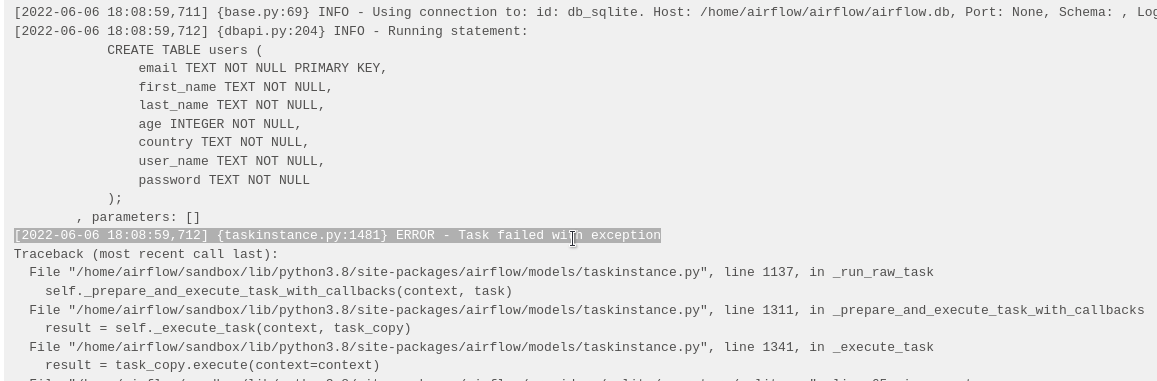 [2022-06-06 18:08:59,711] {base.py:69} INFO - Using connection to: id: db_sqlite. Host: /home/airflow/airflow/airflow.db, Port: None, Schema: ,
[2022-06-06 18:08:59,712] {dbapi.py:204} INFO - Running statement:
CREATE TABLE users (
email TEXT NOT NULL PRIMARY KEY,
first_name TEXT NOT NULL,
last_name TEXT NOT NULL,
age INTEGER NOT NULL,
country TEXT NOT NULL,
user_name TEXT NOT NULL,
password TEXT NOT NULL
);
, parameters: []
[2022-06-06 18:08:59,712] {taskinstance.py:1481} ERROR - Task failed with exception
Traceback (most recent call last):
File "/home/airflow/sandbox/lib/python3.8/site-packages/airflow/models/taskinstance.py", line 1137, in _run_raw_task
self._prepare_and_execute_task_with_callbacks(context, task)
File "/home/airflow/sandbox/lib/python3.8/site-packages/airflow/models/taskinstance.py", line 1311, in _prepare_and_execute_task_with_callbacks
result = self._execute_task(context, task_copy)
File "/home/airflow/sandbox/lib/python3.8/site-packages/airflow/models/taskinstance.py", line 1341, in _execute_task
result = task_copy.execute(context=context)